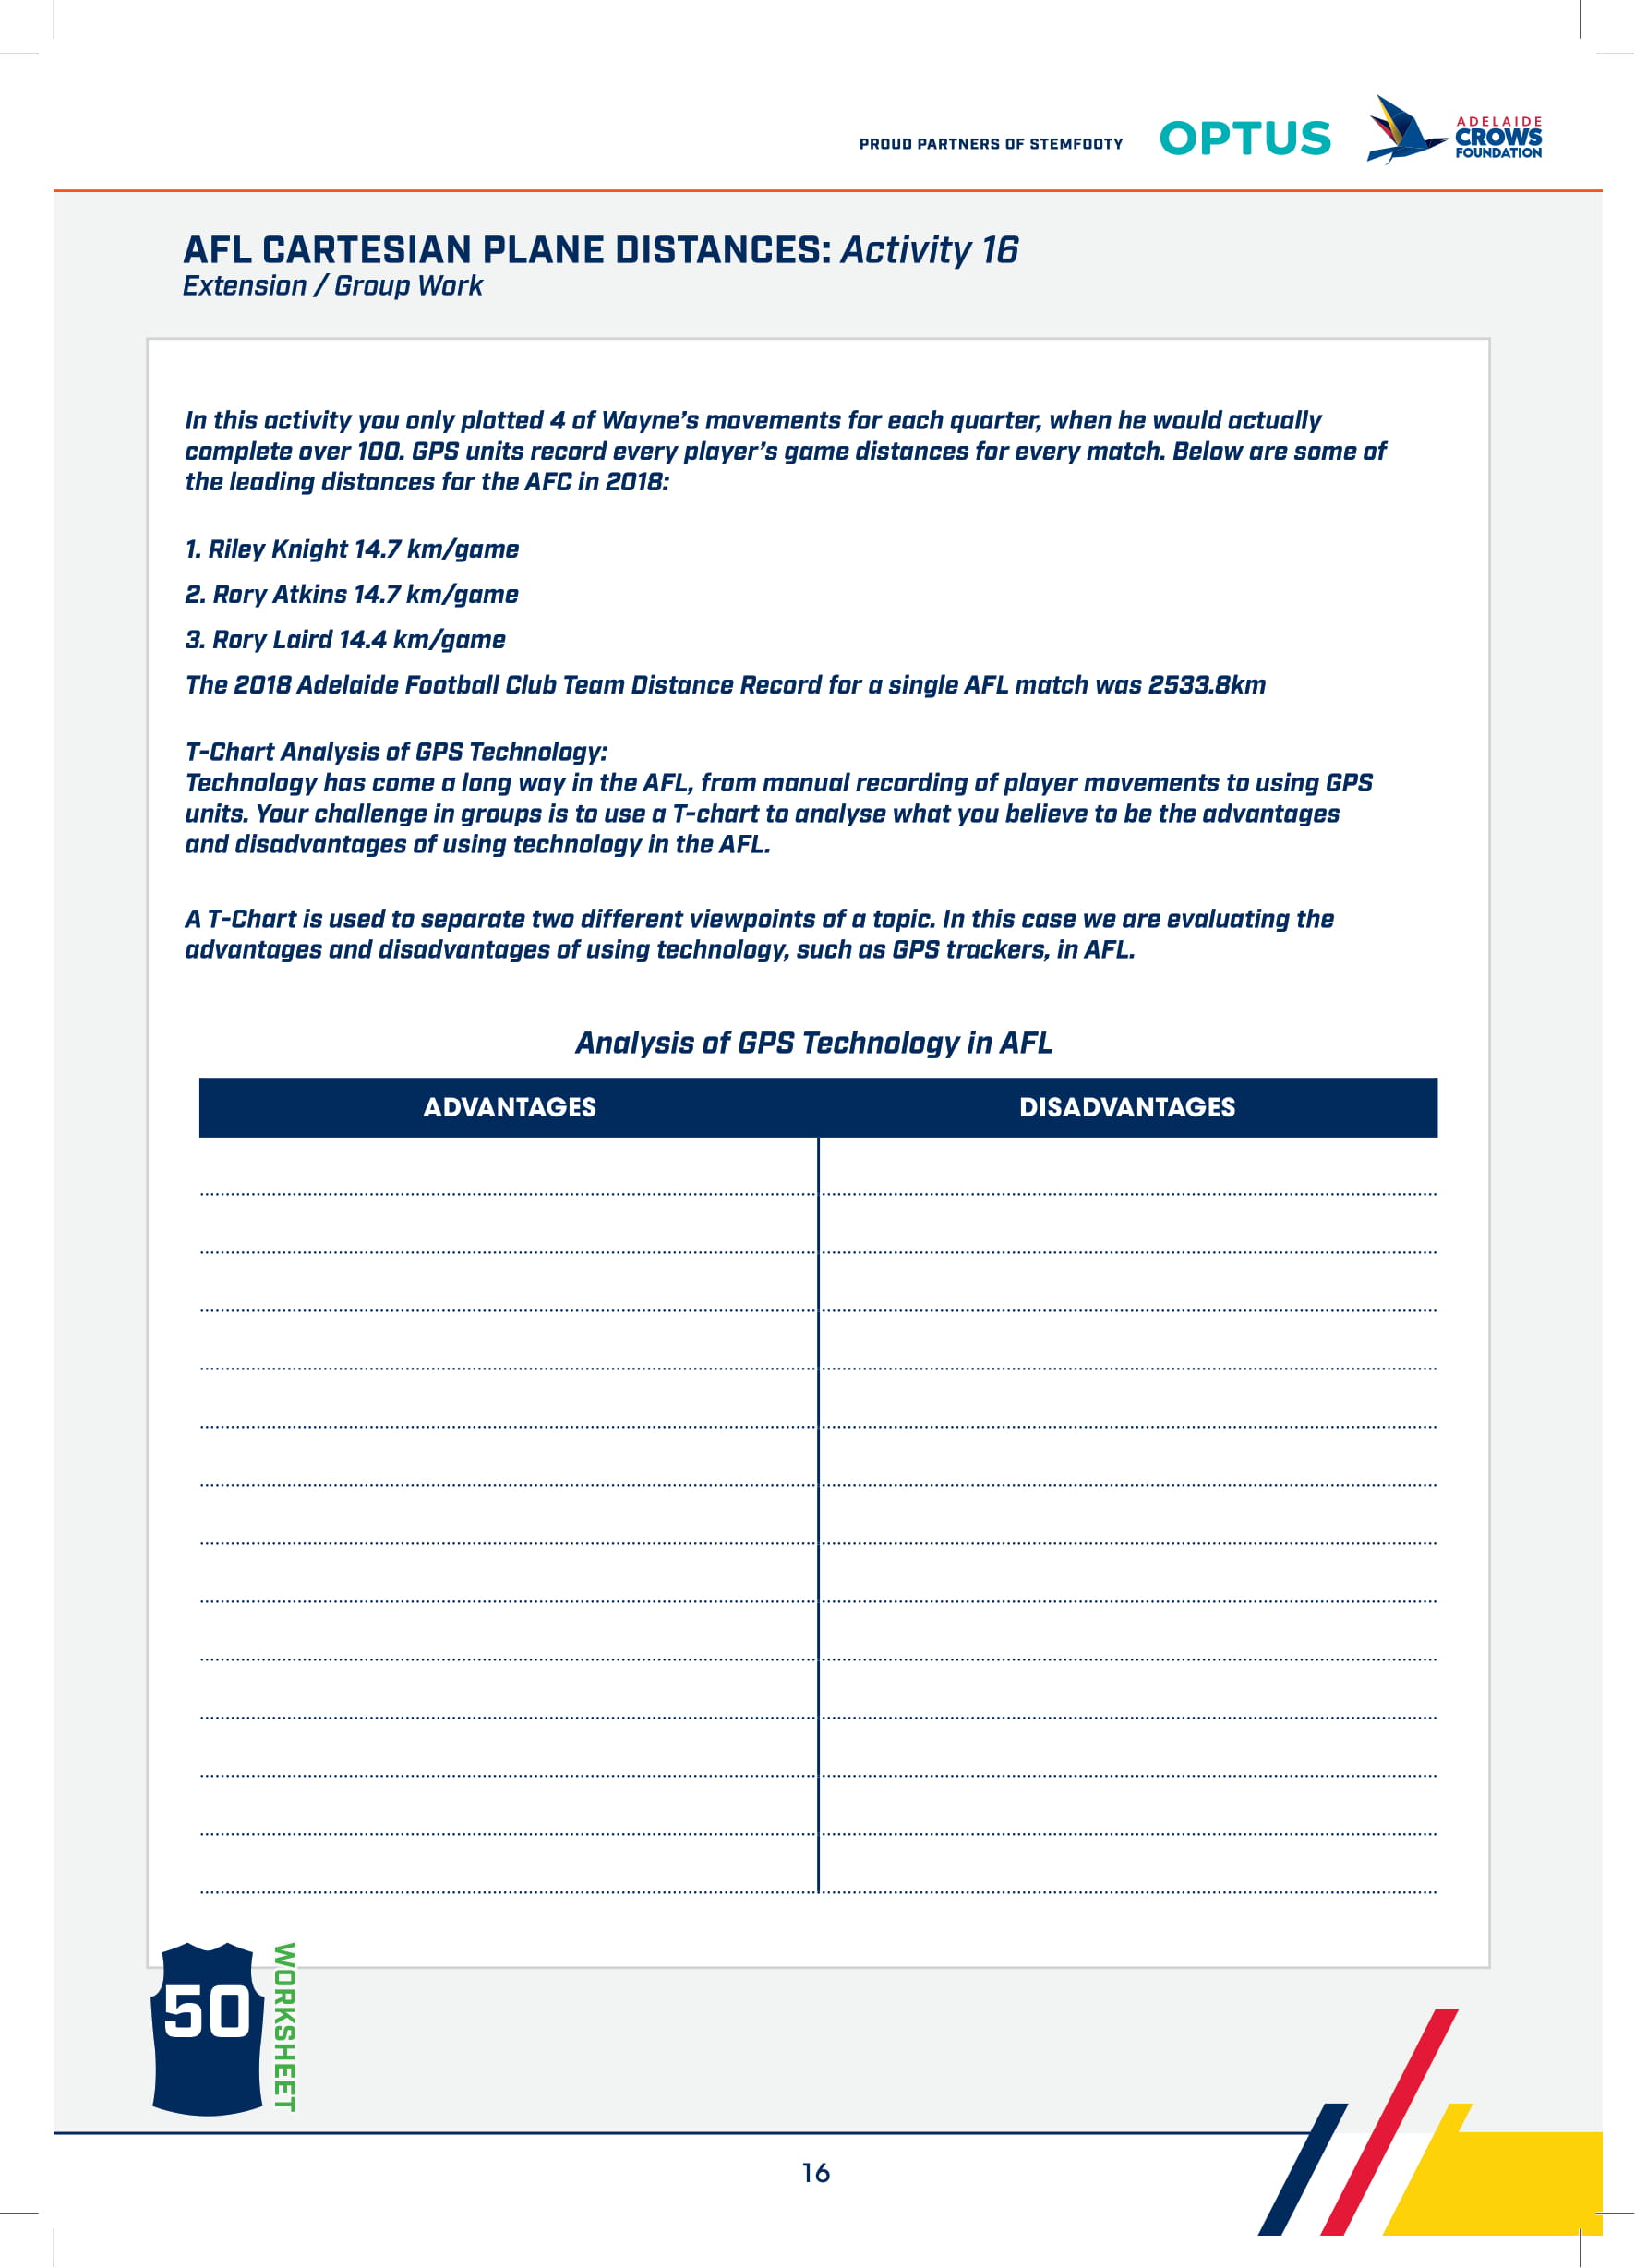 PROUD PARTNERS OF STEMFOOTY
OPTUS
ADELAIDE
CROWS
FOUNDATION
AFL CARTESIAN PLANE DISTANCES: Activity 16
Extension / Group Work
In this activity you only plotted 4 of Wayne’s movements for each quarter, when he would actually
complete over 100. GPS units record every player’s game distances for every match. Below are some of
the leading distances for the AFC in 2018:
1. Riley Knight 14.7 km/game
2. Rory Atkins 14.7 km/game
3. Rory Laird 14.4 km/game
The 2018 Adelaide Football Club Team Distance Record for a single AFL match was 2533.8km
T-Chart Analysis of GPS Technology:
Technology has come a long way in the AFL, from manual recording of player movements to using GPS
units. Your challenge in groups is to use a T-chart to analyse what you believe to be the advantages
and disadvantages of using technology in the AFL.
A T-Chart is used to separate two different viewpoints of a topic. In this case we are evaluating the
advantages and disadvantages of using technology, such as GPS trackers, in AFL.
Analysis of GPS Technology in AFL
ADVANTAGES
DISADVANTAGES
50
WORKSHEET
16